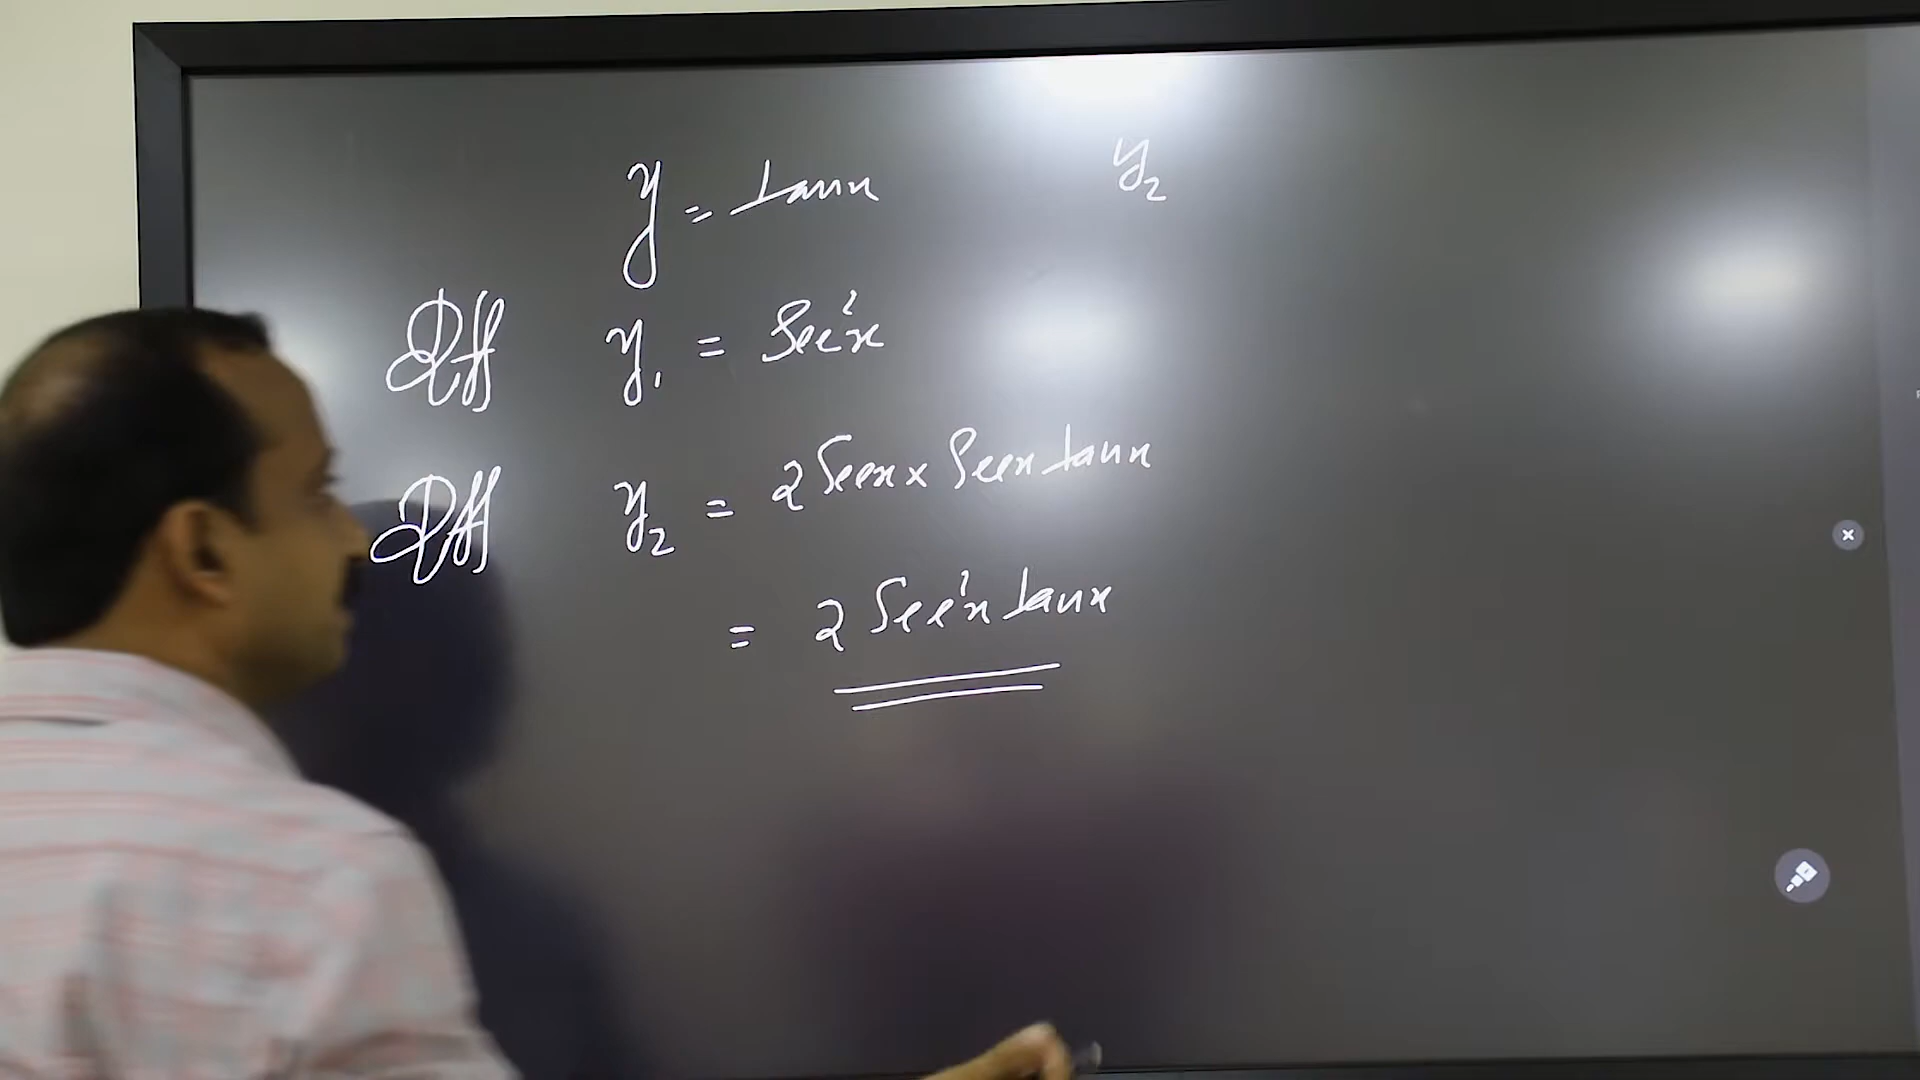 y = tanx y₂
Diff y₁ = Sec²x
Diff y₂ = 2 Secx × Secx tanx
= 2 Sec²x tanx